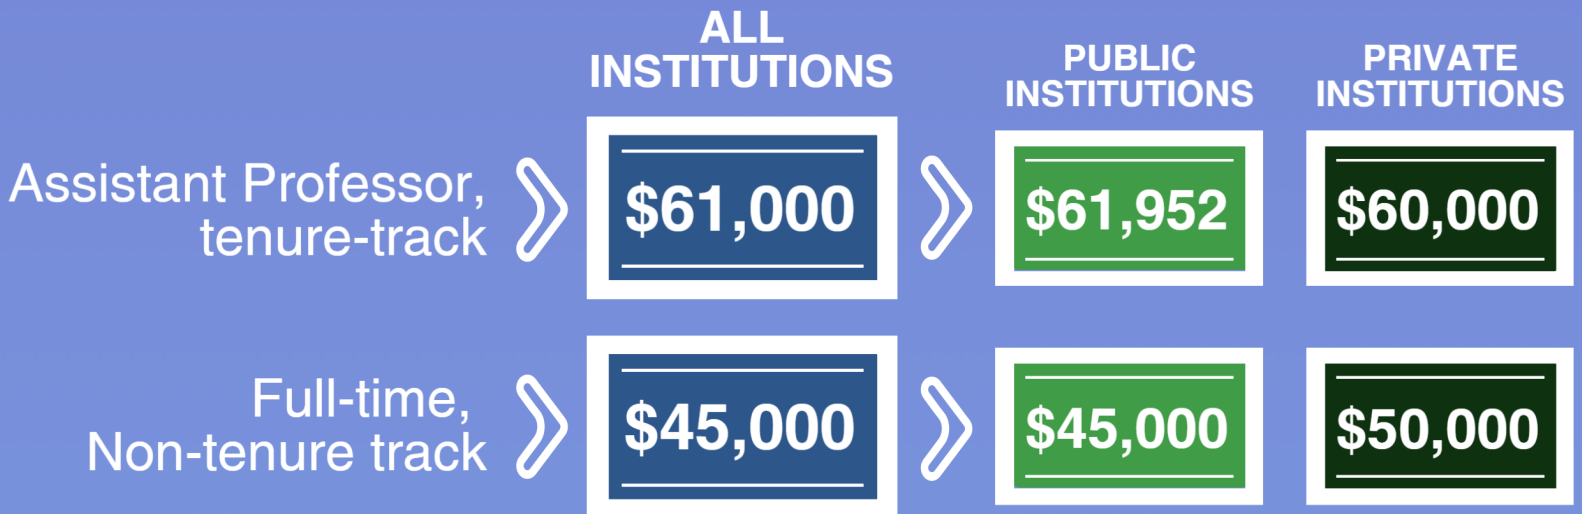 ALL
INSTITUTIONS
PUBLIC
INSTITUTIONS
PRIVATE
INSTITUTIONS
Assistant Professor,
tenure-track
$61,000
$61,952
$60,000
Full-time,
Non-tenure track
$45,000
$45,000
$50,000